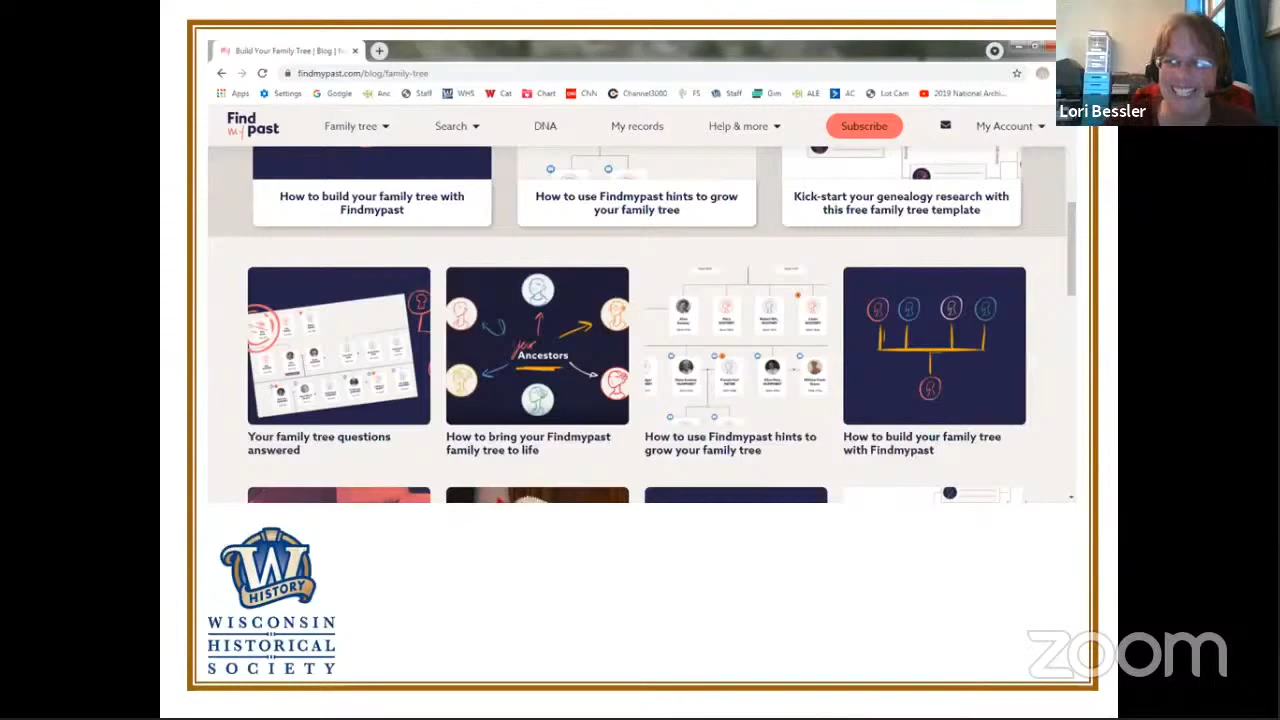 Build Your Family Tree | Blog |
findmypast.com/blog/family-tree
Apps Settings Google Anc Staff WHS Cat Chart CNN Channel3000 FS Staff Gim ALE AC Lot Cam 2019 National Archi...
Lori Bessler
Find my past
Family tree Search DNA My records Help & more Subscribe My Account
How to build your family tree with
Findmypast
How to use Findmypast hints to grow
your family tree
Kick-start your genealogy research with
this free family tree template
your
Ancestors
Your family tree questions
answered
How to bring your Findmypast
family tree to life
How to use Findmypast hints to
grow your family tree
How to build your family tree
with Findmypast
W
HISTORY
WISCONSIN
HISTORICAL
SOCIETY
zoom